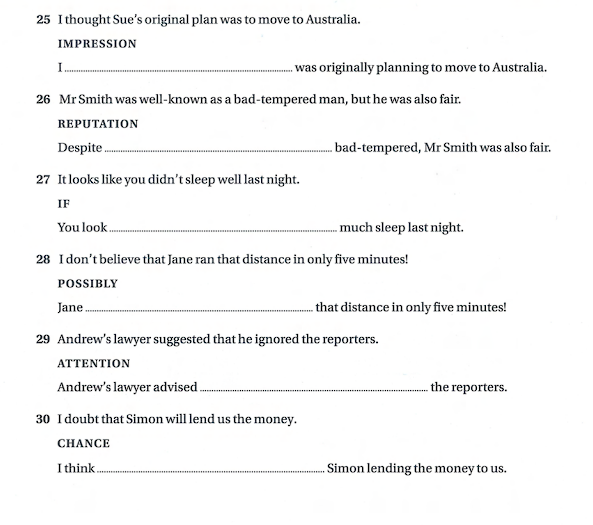 25 I thought Sue's original plan was to move to Australia.
IMPRESSION
I ........................................................................ was originally planning to move to Australia.
26 Mr Smith was well-known as a bad-tempered man, but he was also fair.
REPUTATION
Despite ........................................................................ bad-tempered, Mr Smith was also fair.
27 It looks like you didn't sleep well last night.
IF
You look ........................................................................ much sleep last night.
28 I don't believe that Jane ran that distance in only five minutes!
POSSIBLY
Jane ........................................................................ that distance in only five minutes!
29 Andrew's lawyer suggested that he ignored the reporters.
ATTENTION
Andrew's lawyer advised ........................................................................ the reporters.
30 I doubt that Simon will lend us the money.
CHANCE
I think ........................................................................ Simon lending the money to us.